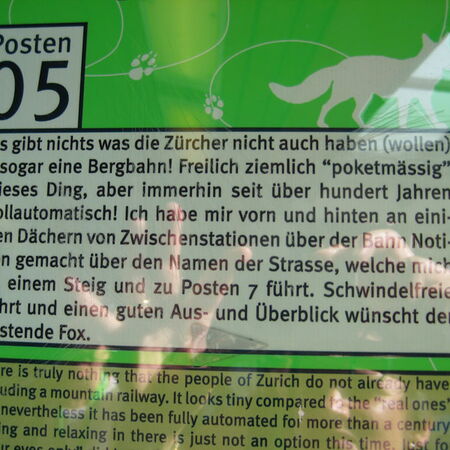 Posten
05
s gibt nichts was die Zürcher nicht auch haben (wollen)
sogar eine Bergbahn! Freilich ziemlich “poketmässig”
ieses Ding, aber immerhin seit über hundert Jahren
ollautomatisch! Ich habe mir vorn und hinten an eini-
en Dächern von Zwischenstationen über der Bahn Noti-
en gemacht über den Namen der Strasse, welche mich
einem Steig und zu Posten 7 führt. Schwindelfreie
hrt und einen guten Aus- und Überblick wünscht der
stende Fox.
re is truly nothing that the people of Zurich do not already have
uding a mountain railway. It looks tiny compared to the “real ones”
nevertheless it has been fully automated for more than a century
ing and relaxing in there is just not an option this time. Just for
ur eyes only”